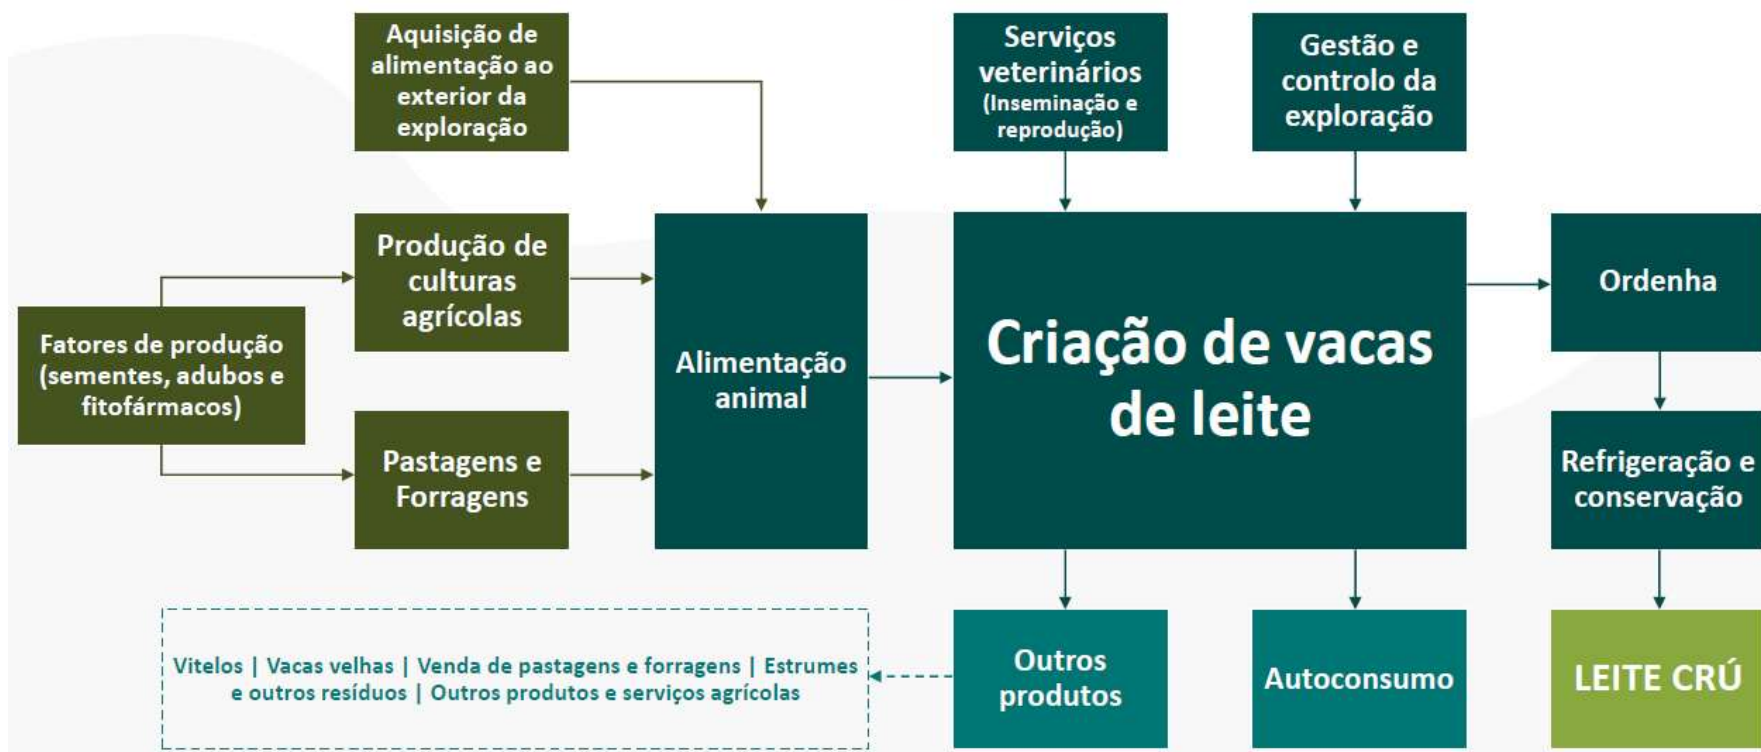 Aquisição de
alimentação ao
exterior da
exploração
Serviços
veterinários
(Inseminação e
reprodução)
Gestão e
controlo da
exploração
Fatores de produção
(sementes, adubos e
fitofármacos)
Produção de
culturas
agrícolas
Pastagens e
Forragens
Alimentação
animal
Criação de vacas
de leite
Ordenha
Refrigeração e
conservação
Vitelos | Vacas velhas | Venda de pastagens e forragens | Estrumes
e outros resíduos | Outros produtos e serviços agrícolas
Outros
produtos
Autoconsumo
LEITE CRÚ